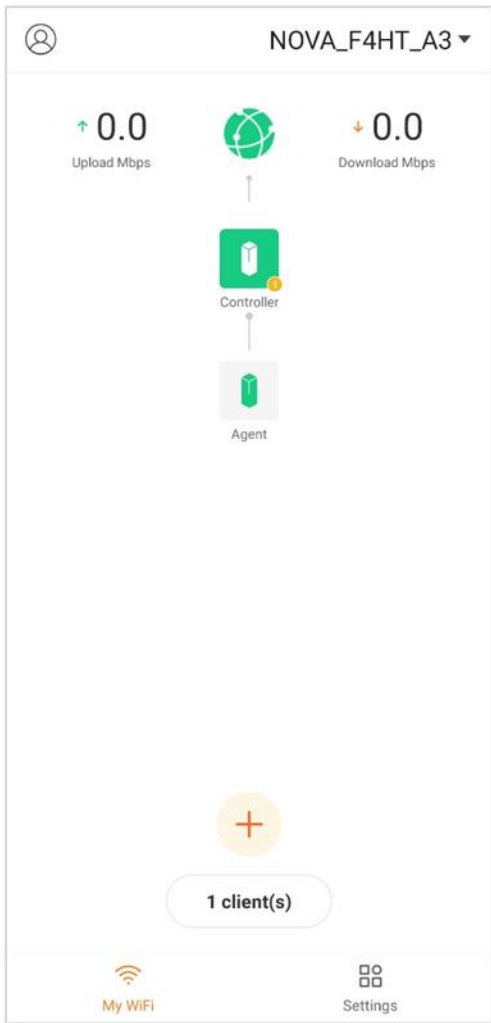 NOVA_F4HT_A3
0.0
Upload Mbps
0.0
Download Mbps
1
Controller
Agent
1 client(s)
My WiFi
Settings